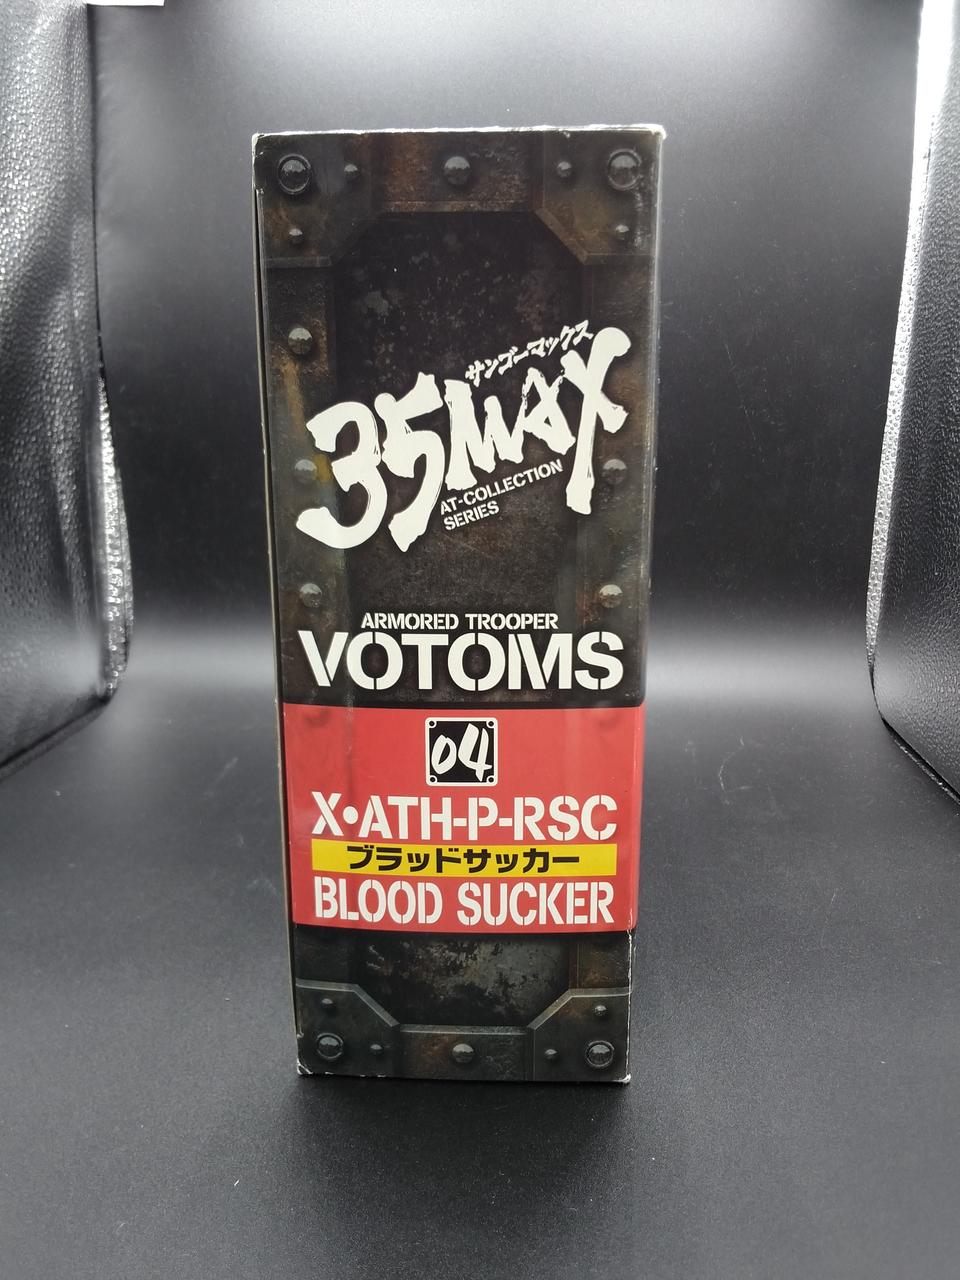 サンゴーマックス
35MAX
AT-COLLECTION
SERIES
ARMORED TROOPER
VOTOMS
04
X•ATH-P-RSC
ブラッドサッカー
BLOOD SUCKER